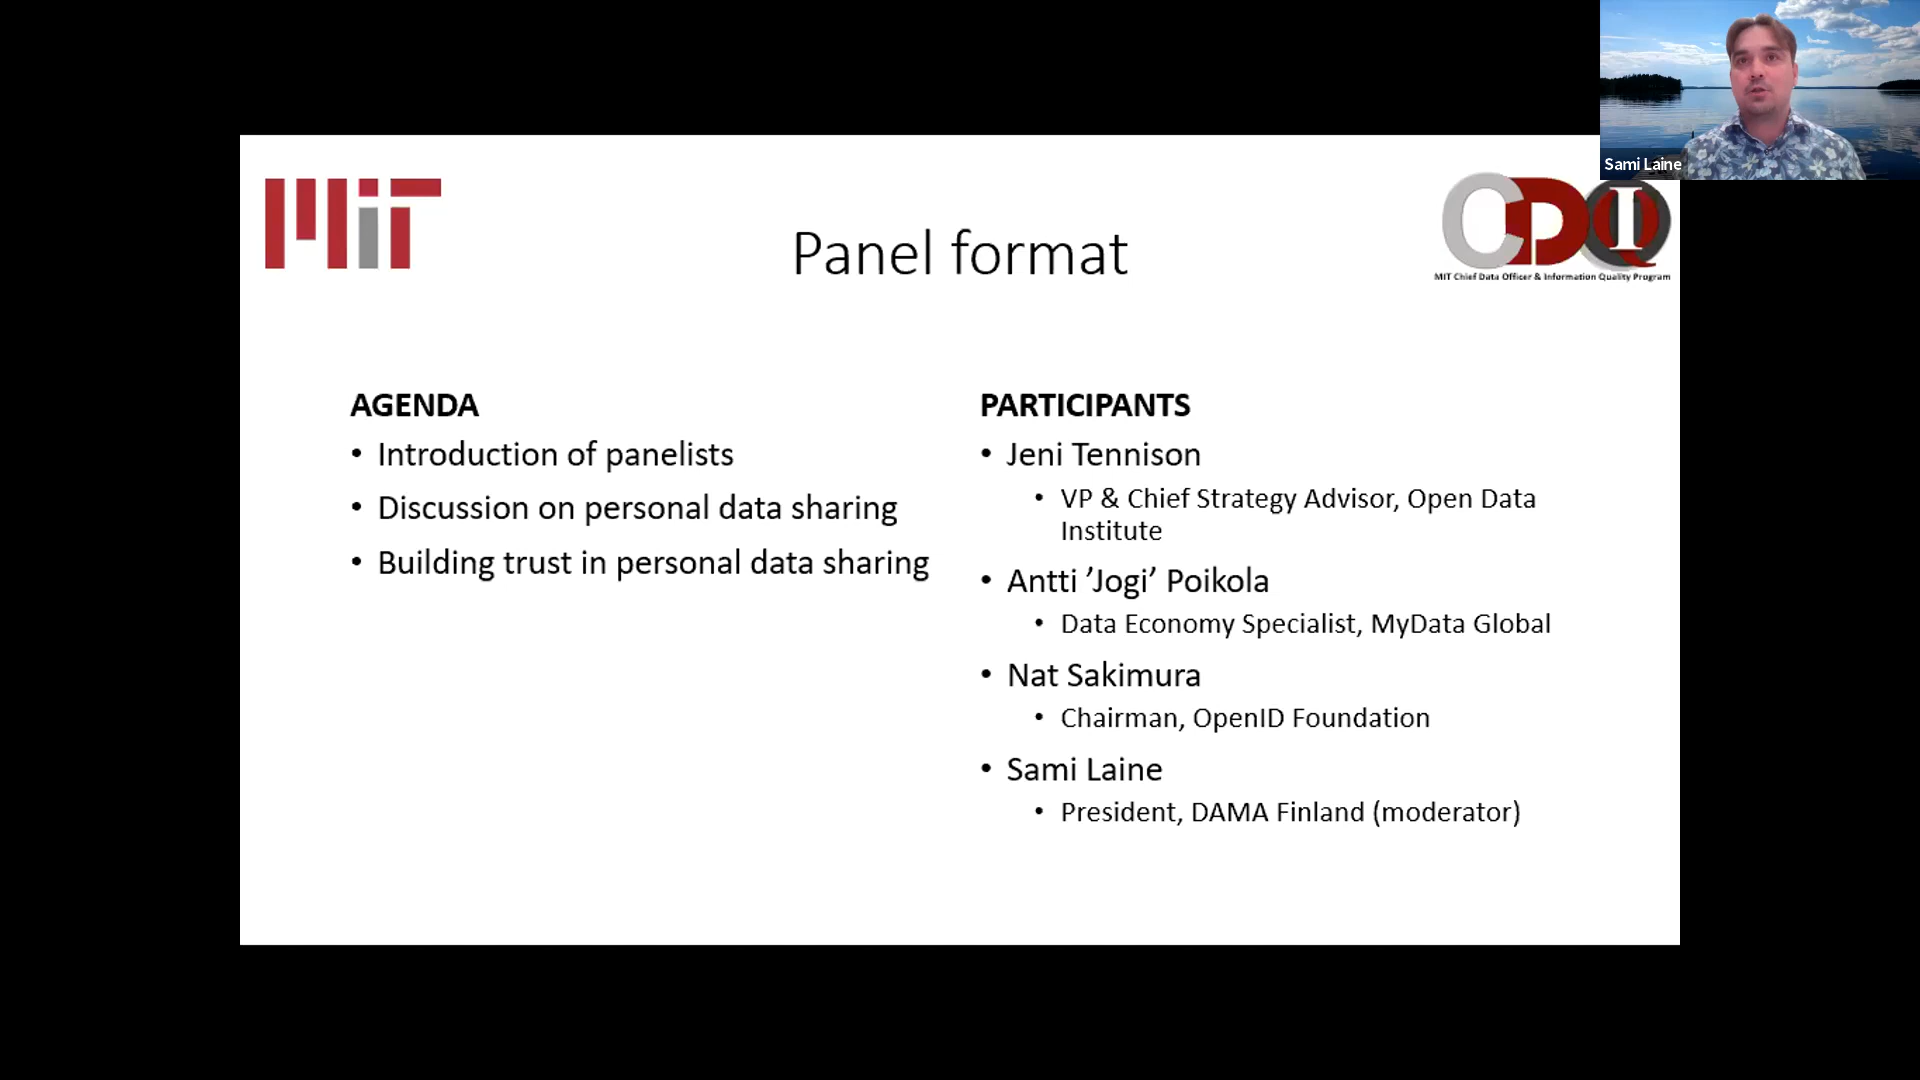 Sami Laine
MIT
CDQI
MIT Chief Data Officer & Information Quality Program
Panel format
AGENDA
• Introduction of panelists
• Discussion on personal data sharing
• Building trust in personal data sharing
PARTICIPANTS
• Jeni Tennison
• VP & Chief Strategy Advisor, Open Data
Institute
• Antti ’Jogi’ Poikola
• Data Economy Specialist, MyData Global
• Nat Sakimura
• Chairman, OpenID Foundation
• Sami Laine
• President, DAMA Finland (moderator)